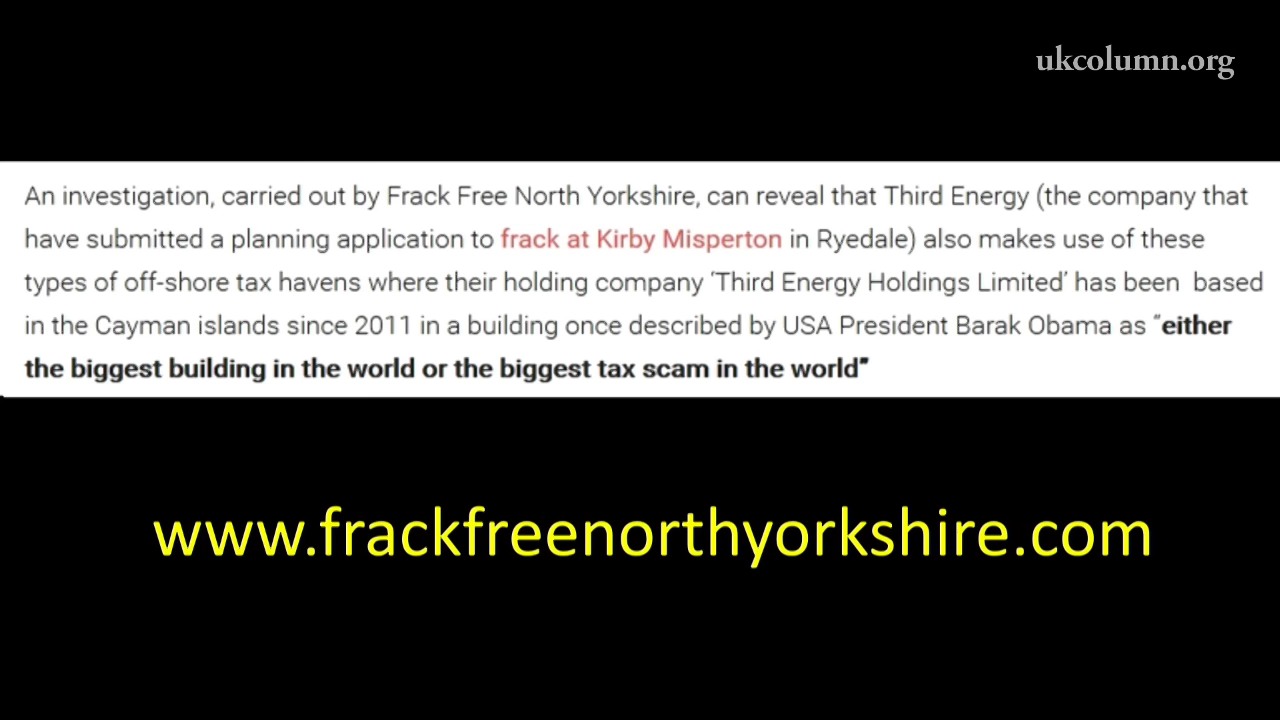 ukcolumn.org
An investigation, carried out by Frack Free North Yorkshire, can reveal that Third Energy (the company that
have submitted a planning application to frack at Kirby Misperton in Ryedale) also makes use of these
types of off-shore tax havens where their holding company ‘Third Energy Holdings Limited’ has been  based
in the Cayman islands since 2011 in a building once described by USA President Barak Obama as “either
the biggest building in the world or the biggest tax scam in the world”
www.frackfreenorthyorkshire.com